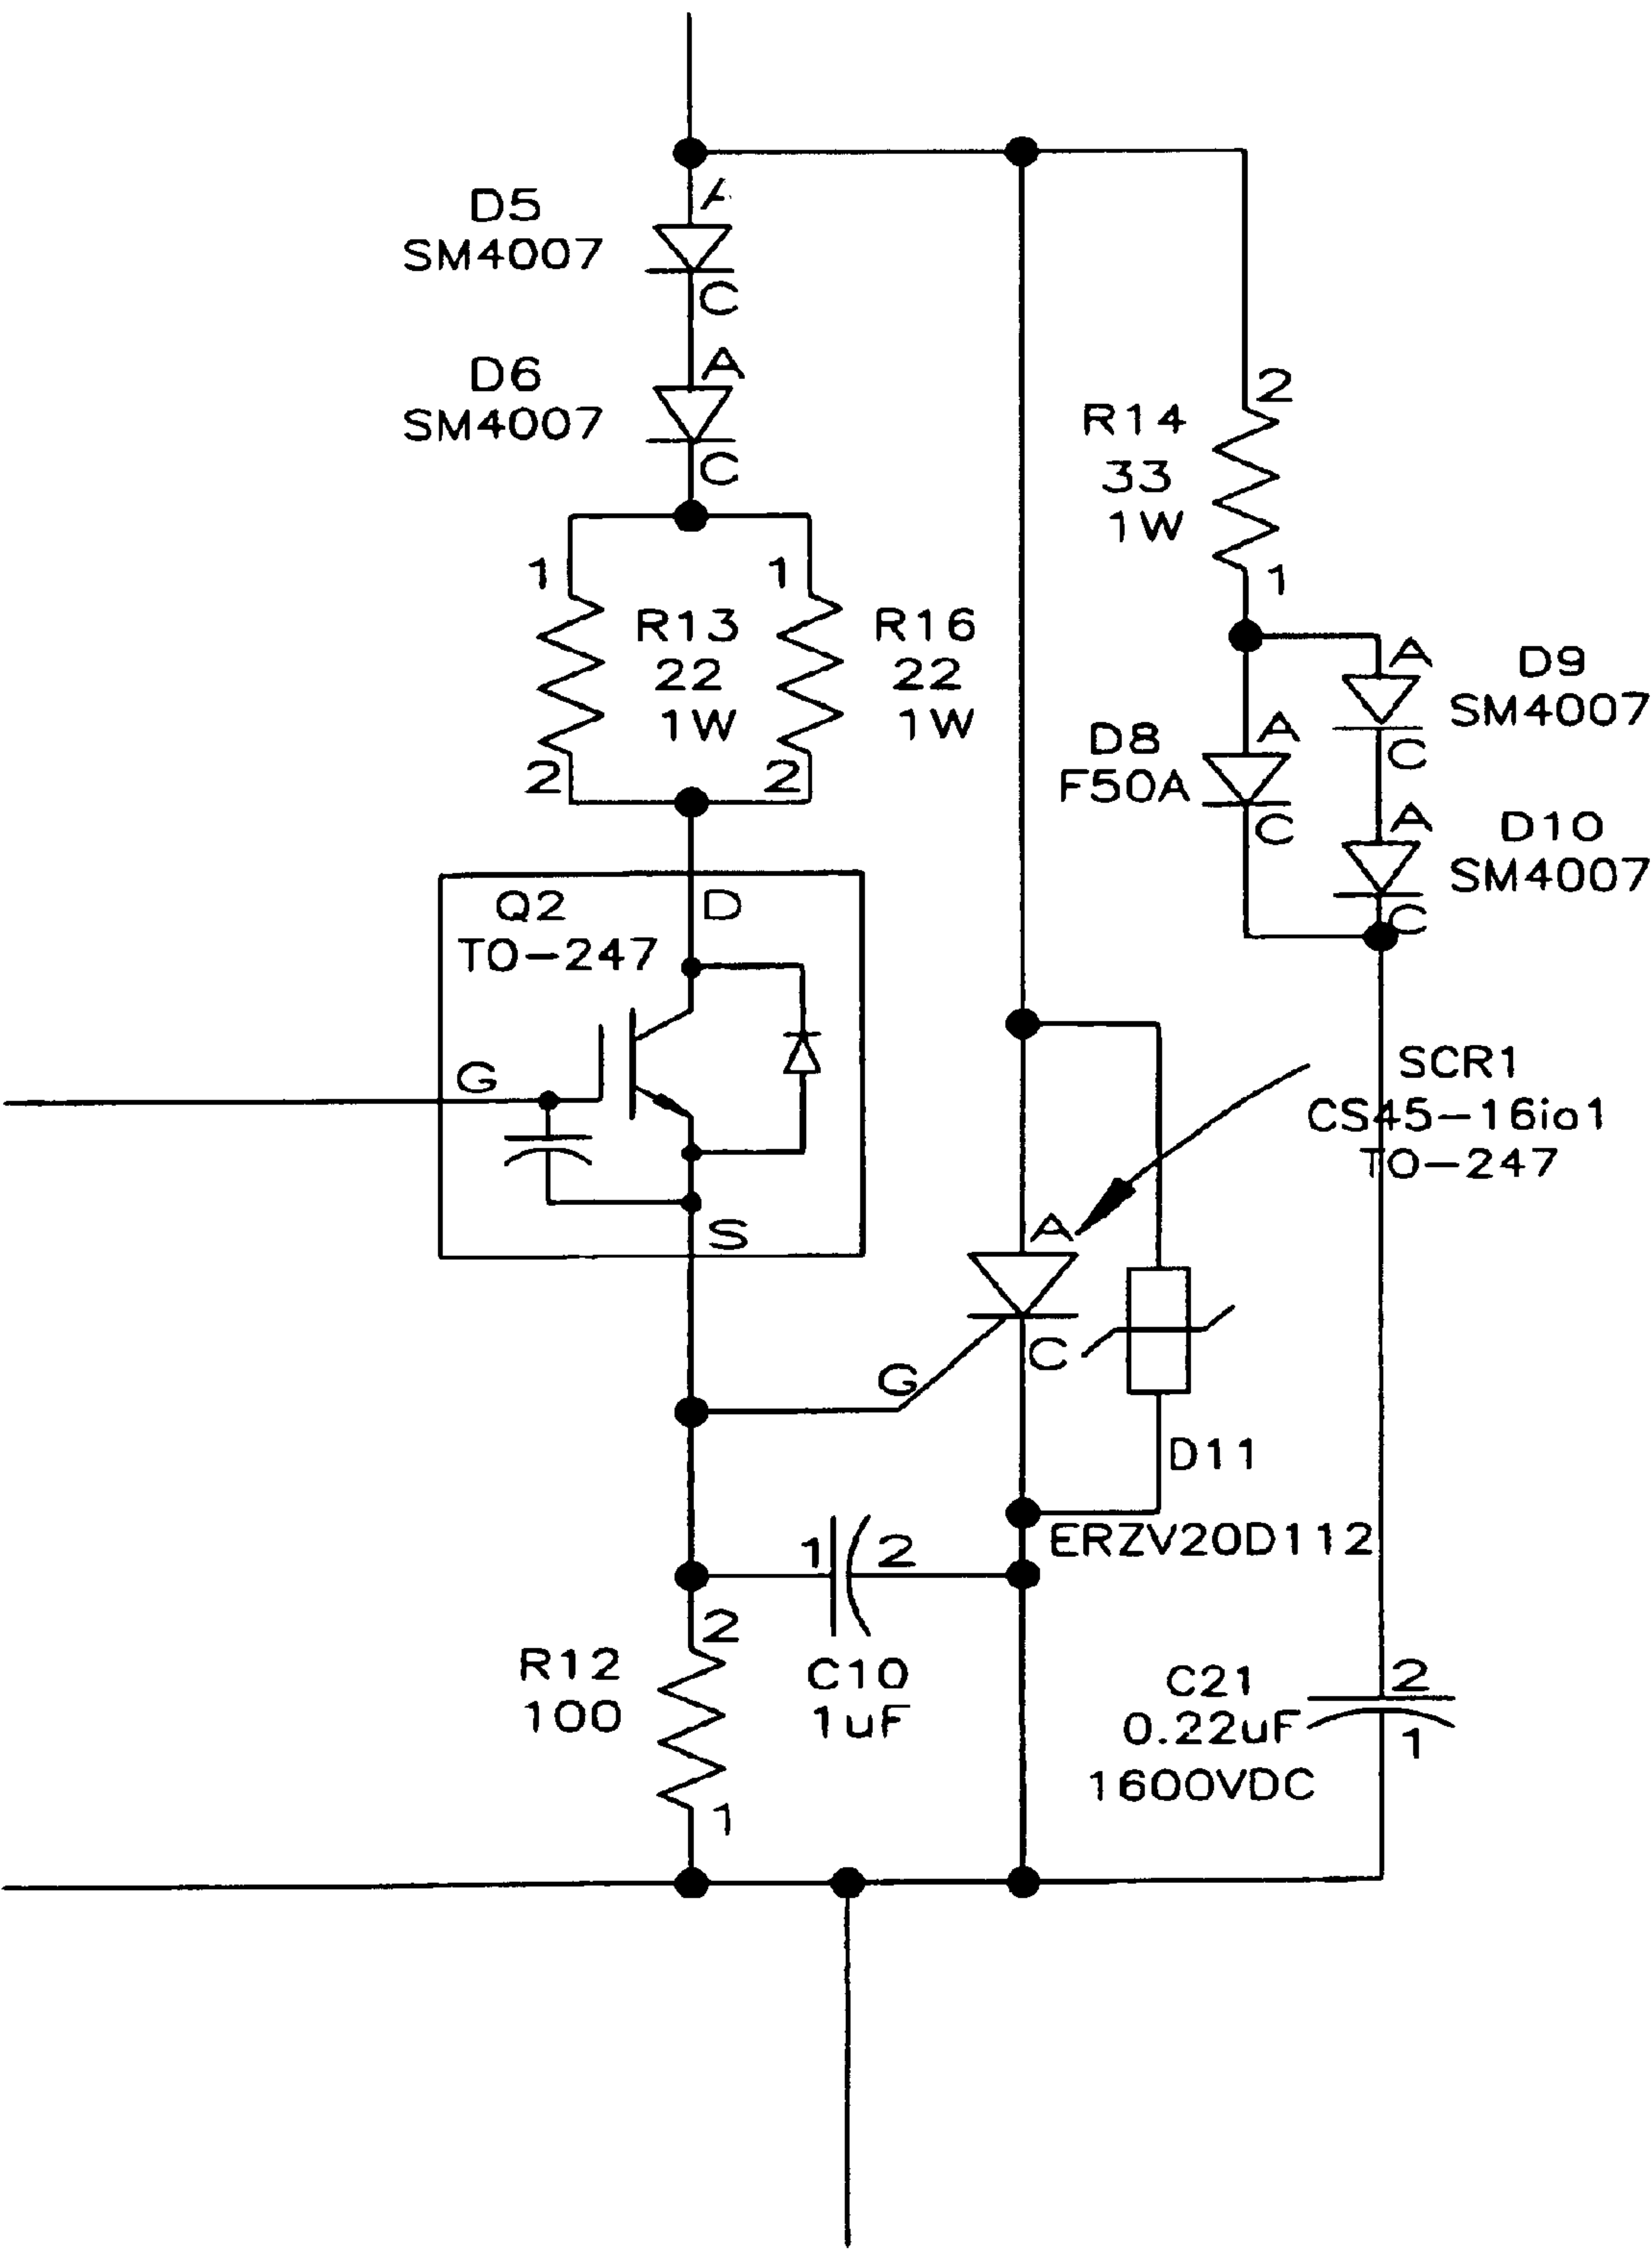 A
D5
SM4007
C
D6
SM4007
A
C
2
R14
33
1W
1
1
R13
22
1W
2
1
R16
22
1W
2
A
D9
SM4007
C
D8
F50A
A
C
A
D10
SM4007
C
Q2
TO-247
D
G
S
SCR1
CS45-16io1
TO-247
A
C
G
D11
ERZV20D112
1
2
C10
1uF
2
R12
100
1
C21
0.22uF
1600VDC
2
1